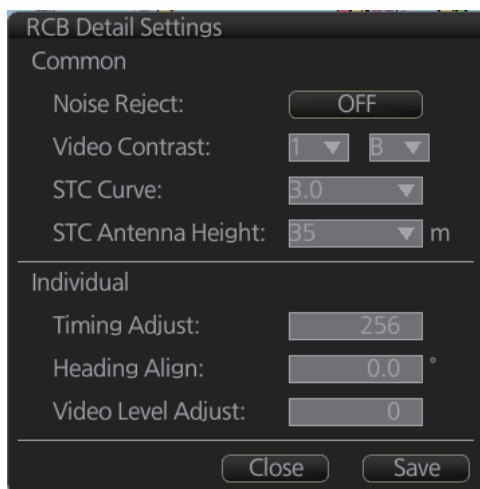 RCB Detail Settings
Common
Noise Reject: OFF
Video Contrast: 1 B
STC Curve: 3.0
STC Antenna Height: 35 m
Individual
Timing Adjust: 256
Heading Align: 0.0 °
Video Level Adjust: 0
Close Save